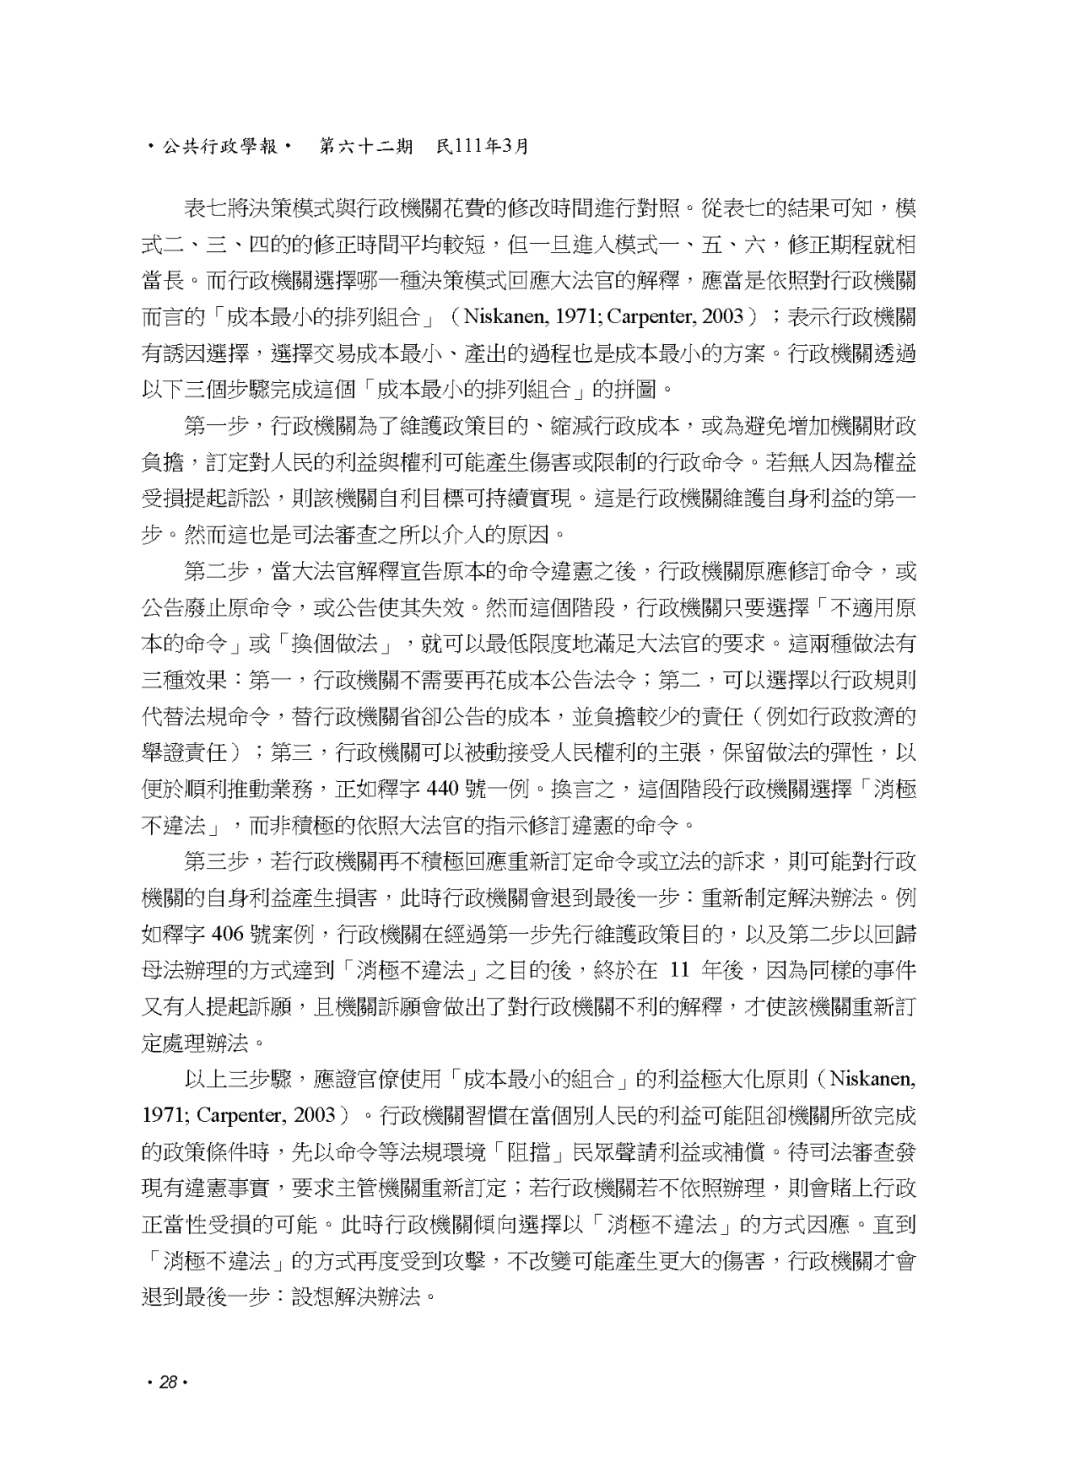 ・公共行政學報・　第六十二期　民111年3月
表七將決策模式與行政機關花費的修改時間進行對照。從表七的結果可知，模
式二、三、四的的修正時間平均較短，但一旦進入模式一、五、六，修正期程就相
當長。而行政機關選擇哪一種決策模式回應大法官的解釋，應當是依照對行政機關
而言的「成本最小的排列組合」（Niskanen, 1971; Carpenter, 2003）；表示行政機關
有誘因選擇，選擇交易成本最小、產出的過程也是成本最小的方案。行政機關透過
以下三個步驟完成這個「成本最小的排列組合」的拼圖。
第一步，行政機關為了維護政策目的、縮減行政成本，或為避免增加機關財政
負擔，訂定對人民的利益與權利可能產生傷害或限制的行政命令。若無人因為權益
受損提起訴訟，則該機關自利目標可持續實現。這是行政機關維護自身利益的第一
步。然而這也是司法審查之所以介入的原因。
第二步，當大法官解釋宣告原本的命令違憲之後，行政機關原應修訂命令，或
公告廢止原命令，或公告使其失效。然而這個階段，行政機關只要選擇「不適用原
本的命令」或「換個做法」，就可以最低限度地滿足大法官的要求。這兩種做法有
三種效果：第一，行政機關不需要再花成本公告法令；第二，可以選擇以行政規則
代替法規命令，替行政機關省卻公告的成本，並負擔較少的責任（例如行政救濟的
舉證責任）；第三，行政機關可以被動接受人民權利的主張，保留做法的彈性，以
便於順利推動業務，正如釋字 440 號一例。換言之，這個階段行政機關選擇「消極
不違法」，而非積極的依照大法官的指示修訂違憲的命令。
第三步，若行政機關再不積極回應重新訂定命令或立法的訴求，則可能對行政
機關的自身利益產生損害，此時行政機關會退到最後一步：重新制定解決辦法。例
如釋字 406 號案例，行政機關在經過第一步先行維護政策目的，以及第二步以回歸
母法辦理的方式達到「消極不違法」之目的後，終於在 11 年後，因為同樣的事件
又有人提起訴願，且機關訴願會做出了對行政機關不利的解釋，才使該機關重新訂
定處理辦法。
以上三步驟，應證官僚使用「成本最小的組合」的利益極大化原則（Niskanen,
1971; Carpenter, 2003）。行政機關習慣在當個別人民的利益可能阻卻機關所欲完成
的政策條件時，先以命令等法規環境「阻擋」民眾聲請利益或補償。待司法審查發
現有違憲事實，要求主管機關重新訂定；若行政機關若不依照辦理，則會賭上行政
正當性受損的可能。此時行政機關傾向選擇以「消極不違法」的方式因應。直到
「消極不違法」的方式再度受到攻擊，不改變可能產生更大的傷害，行政機關才會
退到最後一步：設想解決辦法。
・28・